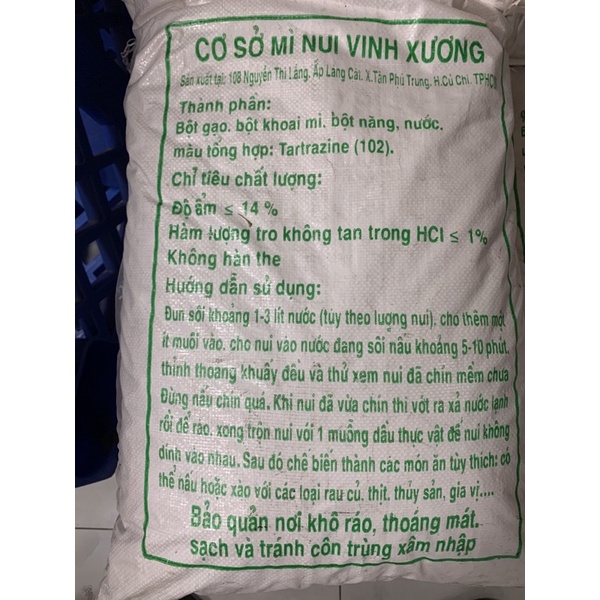 CƠ SỞ MÌ NUI VINH XƯƠNG
Sản xuất tại: 108 Nguyễn Thị Lắng, Ấp Láng Cát, X.Tân Phú Trung, H.Củ Chi, TPHCM
Thành phần:
Bột gạo, bột khoai mì, bột năng, nước,
màu tổng hợp: Tartrazine (102).
Chỉ tiêu chất lượng:
Độ ẩm ≤ 14 %
Hàm lượng tro không tan trong HCl ≤ 1%
Không hàn the
Hướng dẫn sử dụng:
Đun sôi khoảng 1-3 lít nước (tùy theo lượng nui), cho thêm một
ít muối vào, cho nui vào nước đang sôi nấu khoảng 5-10 phút,
thỉnh thoảng khuấy đều và thử xem nui đã chín mềm chưa
Đừng nấu chín quá. Khi nui đã vừa chín thì vớt ra xả nước lạnh
rồi để ráo, xong trộn nui với 1 muỗng dầu thực vật để nui không
dính vào nhau. Sau đó chế biến thành các món ăn tùy thích: có
thể nấu hoặc xào với các loại rau củ, thịt, thủy sản, gia vị....
Bảo quản nơi khô ráo, thoáng mát,
sạch và tránh côn trùng xâm nhập